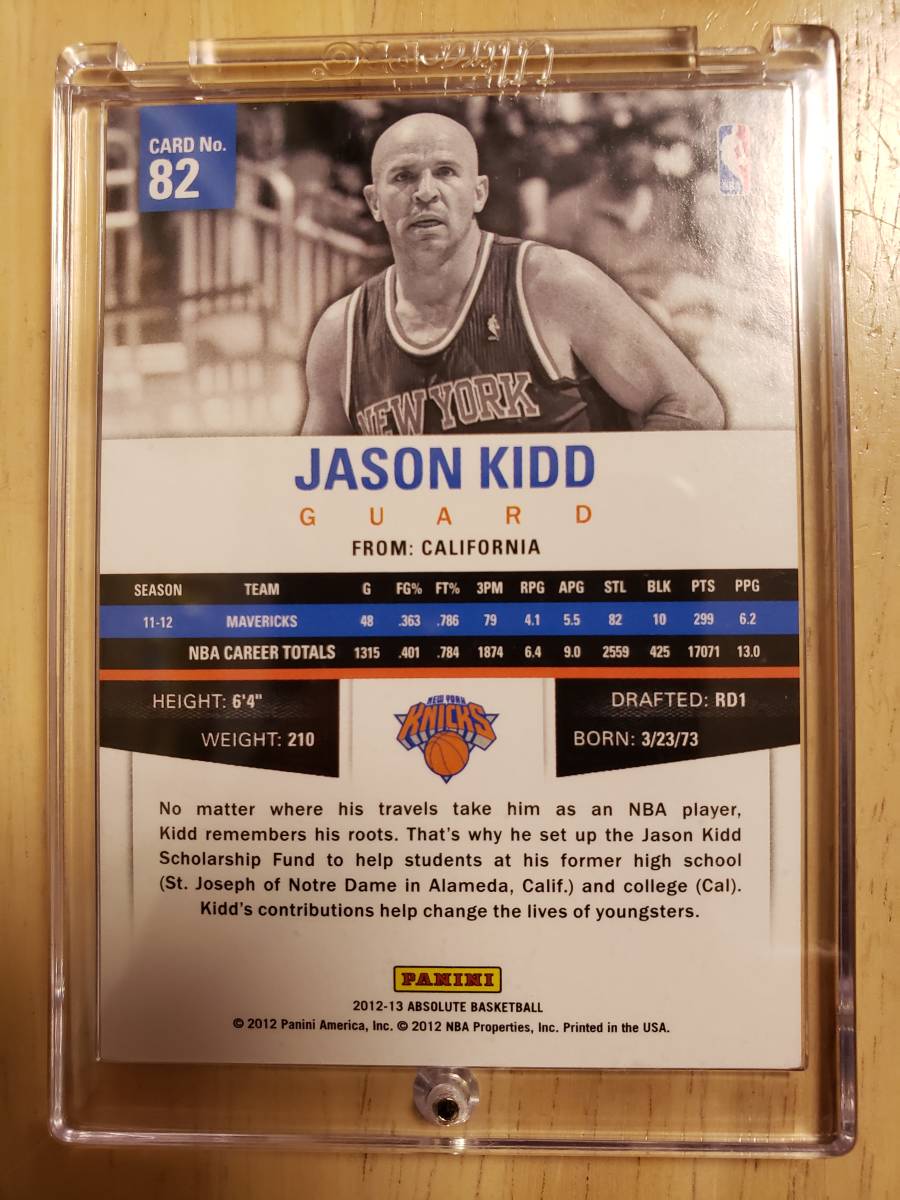 Ultra PRO ®
CARD No.
82
NBA
NEW YORK
JASON KIDD
GUARD
FROM: CALIFORNIA
SEASON TEAM G FG% FT% 3PM RPG APG STL BLK PTS PPG
11-12 MAVERICKS 48 .363 .786 79 4.1 5.5 82 10 299 6.2
NBA CAREER TOTALS 1315 .401 .784 1874 6.4 9.0 2559 425 17071 13.0
HEIGHT: 6'4" DRAFTED: RD1
WEIGHT: 210 BORN: 3/23/73
NEW YORK
KNICKS
No matter where his travels take him as an NBA player,
Kidd remembers his roots. That's why he set up the Jason Kidd
Scholarship Fund to help students at his former high school
(St. Joseph of Notre Dame in Alameda, Calif.) and college (Cal).
Kidd's contributions help change the lives of youngsters.
PANINI
2012-13 ABSOLUTE BASKETBALL
© 2012 Panini America, Inc. © 2012 NBA Properties, Inc. Printed in the USA.